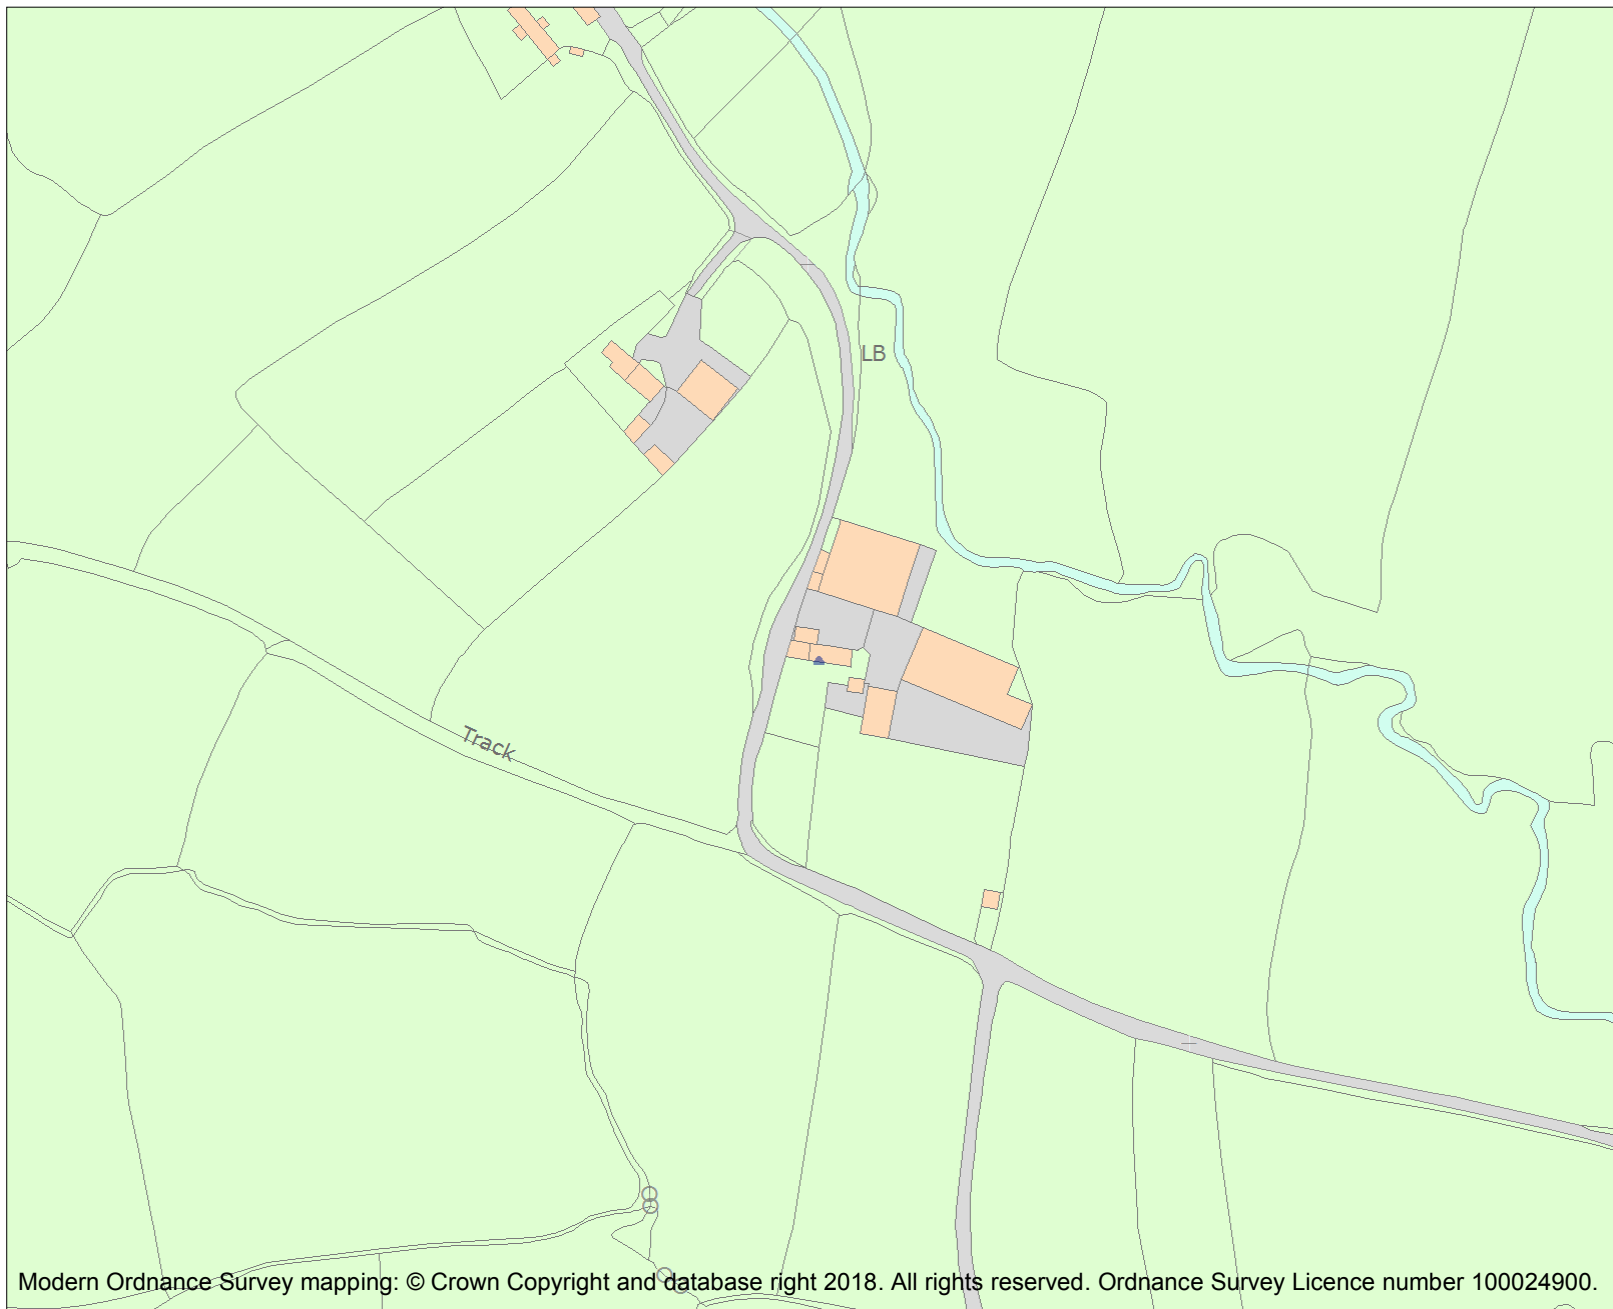 LB
Track
Modern Ordnance Survey mapping: © Crown Copyright and database right 2018. All rights reserved. Ordnance Survey Licence number 100024900.